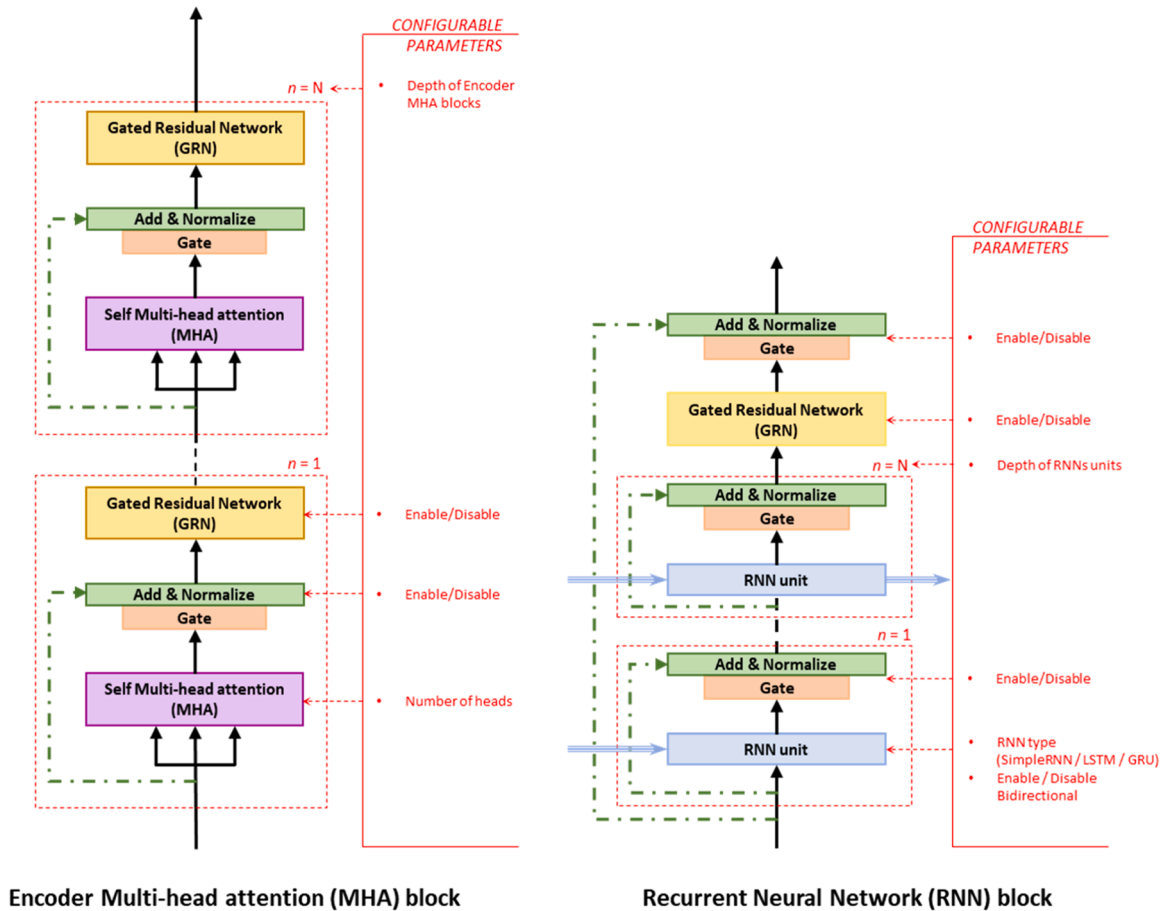 CONFIGURABLE
PARAMETERS
n = N
• Depth of Encoder
MHA blocks
Gated Residual Network
(GRN)
Add & Normalize
Gate
Self Multi-head attention
(MHA)
n = 1
Gated Residual Network
(GRN)
• Enable/Disable
Add & Normalize
• Enable/Disable
Gate
Self Multi-head attention
(MHA)
• Number of heads
Encoder Multi-head attention (MHA) block
CONFIGURABLE
PARAMETERS
Add & Normalize
• Enable/Disable
Gate
Gated Residual Network
(GRN)
• Enable/Disable
n = N
• Depth of RNNs units
Add & Normalize
Gate
RNN unit
n = 1
Add & Normalize
• Enable/Disable
Gate
RNN unit
• RNN type
(SimpleRNN / LSTM / GRU)
• Enable / Disable
Bidirectional
Recurrent Neural Network (RNN) block